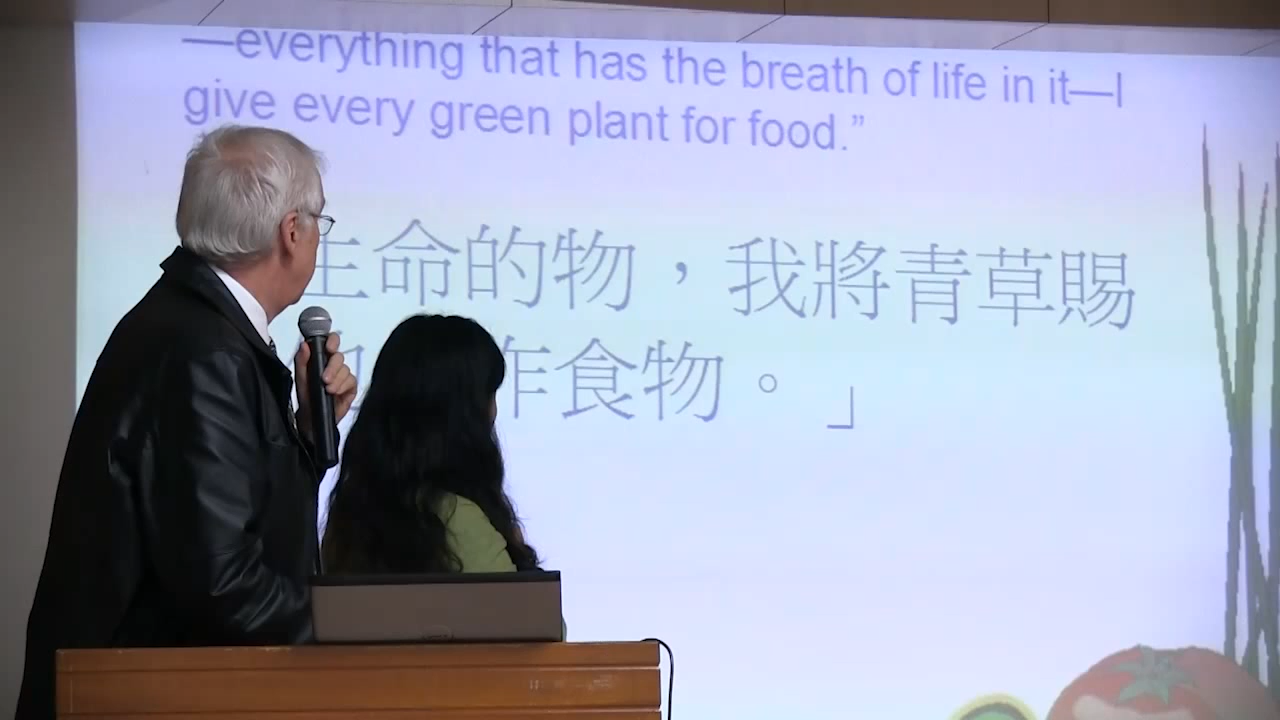 —everything that has the breath of life in it—I
give every green plant for food.”
生命的物，我將青草賜
作食物。」